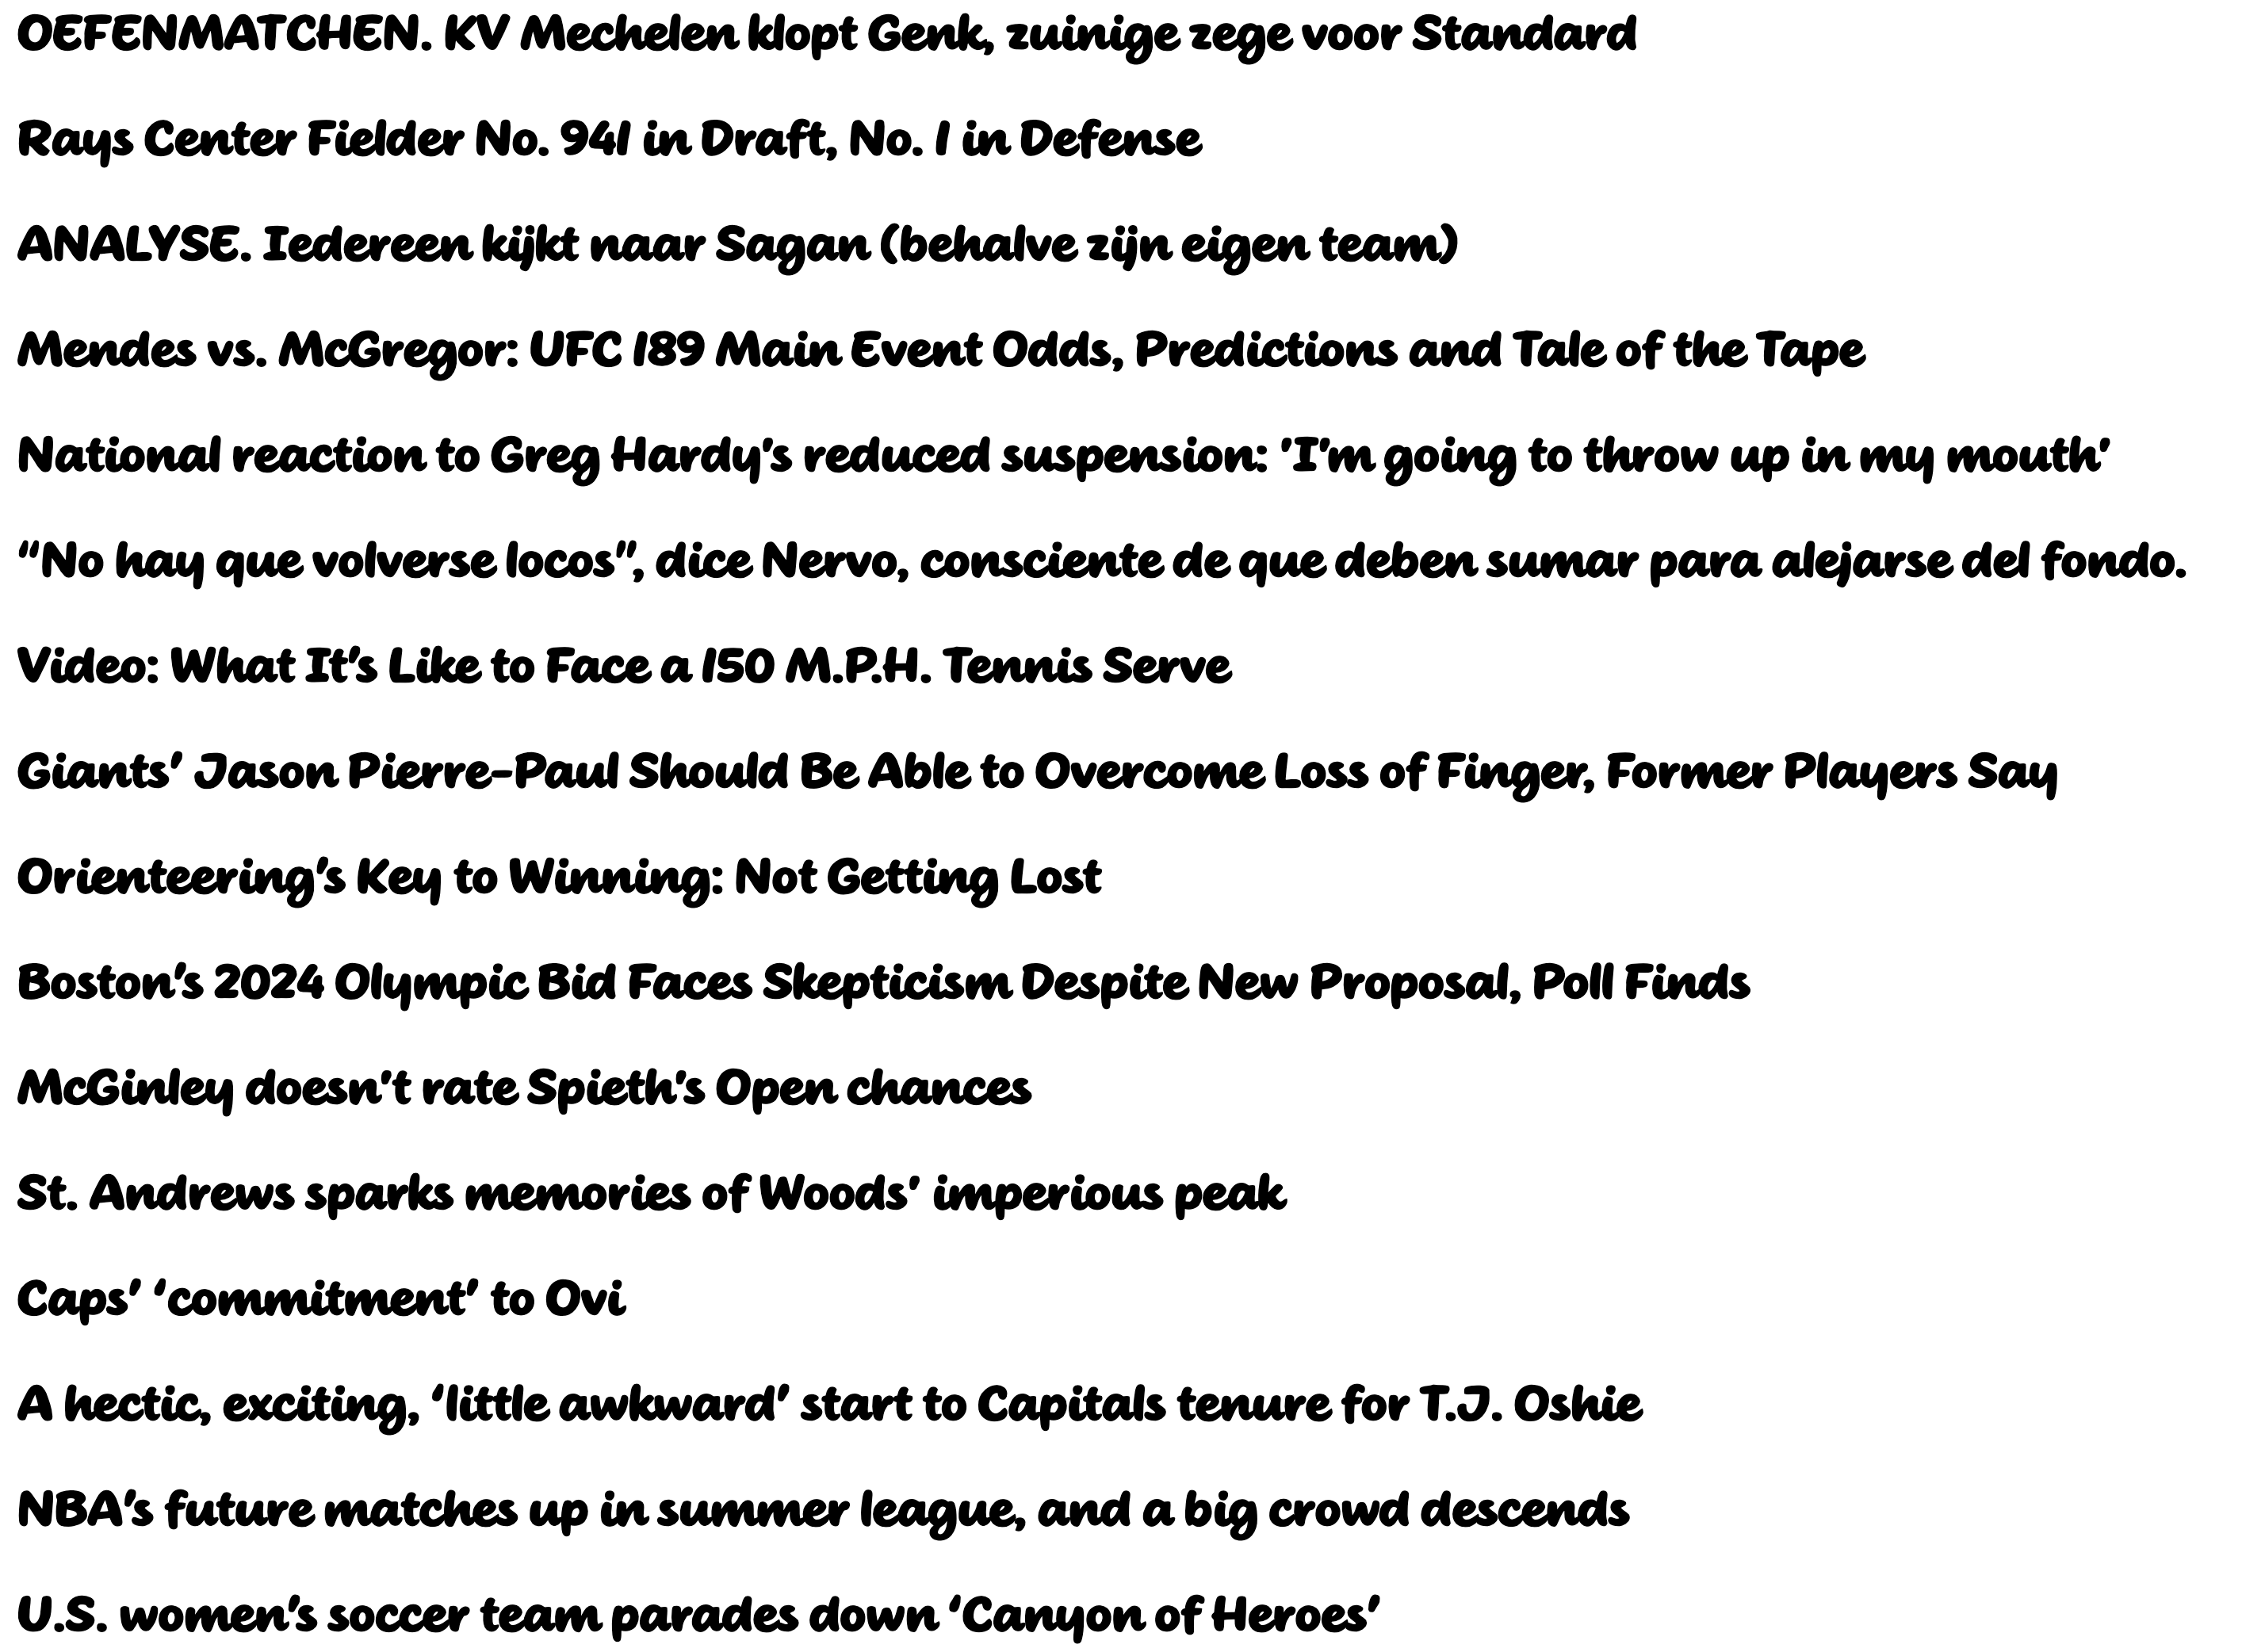 OEFENMATCHEN. KV Mechelen klopt Genk, zuinige zege voor Standard
Rays Center Fielder No. 941 in Draft, No. 1 in Defense
ANALYSE. Iedereen kijkt naar Sagan (behalve zijn eigen team)
Mendes vs. McGregor: UFC 189 Main Event Odds, Predictions and Tale of the Tape
National reaction to Greg Hardy's reduced suspension: 'I'm going to throw up in my mouth'
“No hay que volverse locos”, dice Nervo, consciente de que deben sumar para alejarse del fondo.
Video: What It’s Like to Face a 150 M.P.H. Tennis Serve
Giants’ Jason Pierre-Paul Should Be Able to Overcome Loss of Finger, Former Players Say
Orienteering’s Key to Winning: Not Getting Lost
Boston’s 2024 Olympic Bid Faces Skepticism Despite New Proposal, Poll Finds
McGinley doesn't rate Spieth's Open chances
St. Andrews sparks memories of Woods' imperious peak
Caps’ ‘commitment’ to Ovi
A hectic, exciting, ‘little awkward’ start to Capitals tenure for T.J. Oshie
NBA’s future matches up in summer league, and a big crowd descends
U.S. women’s soccer team parades down ‘Canyon of Heroes’